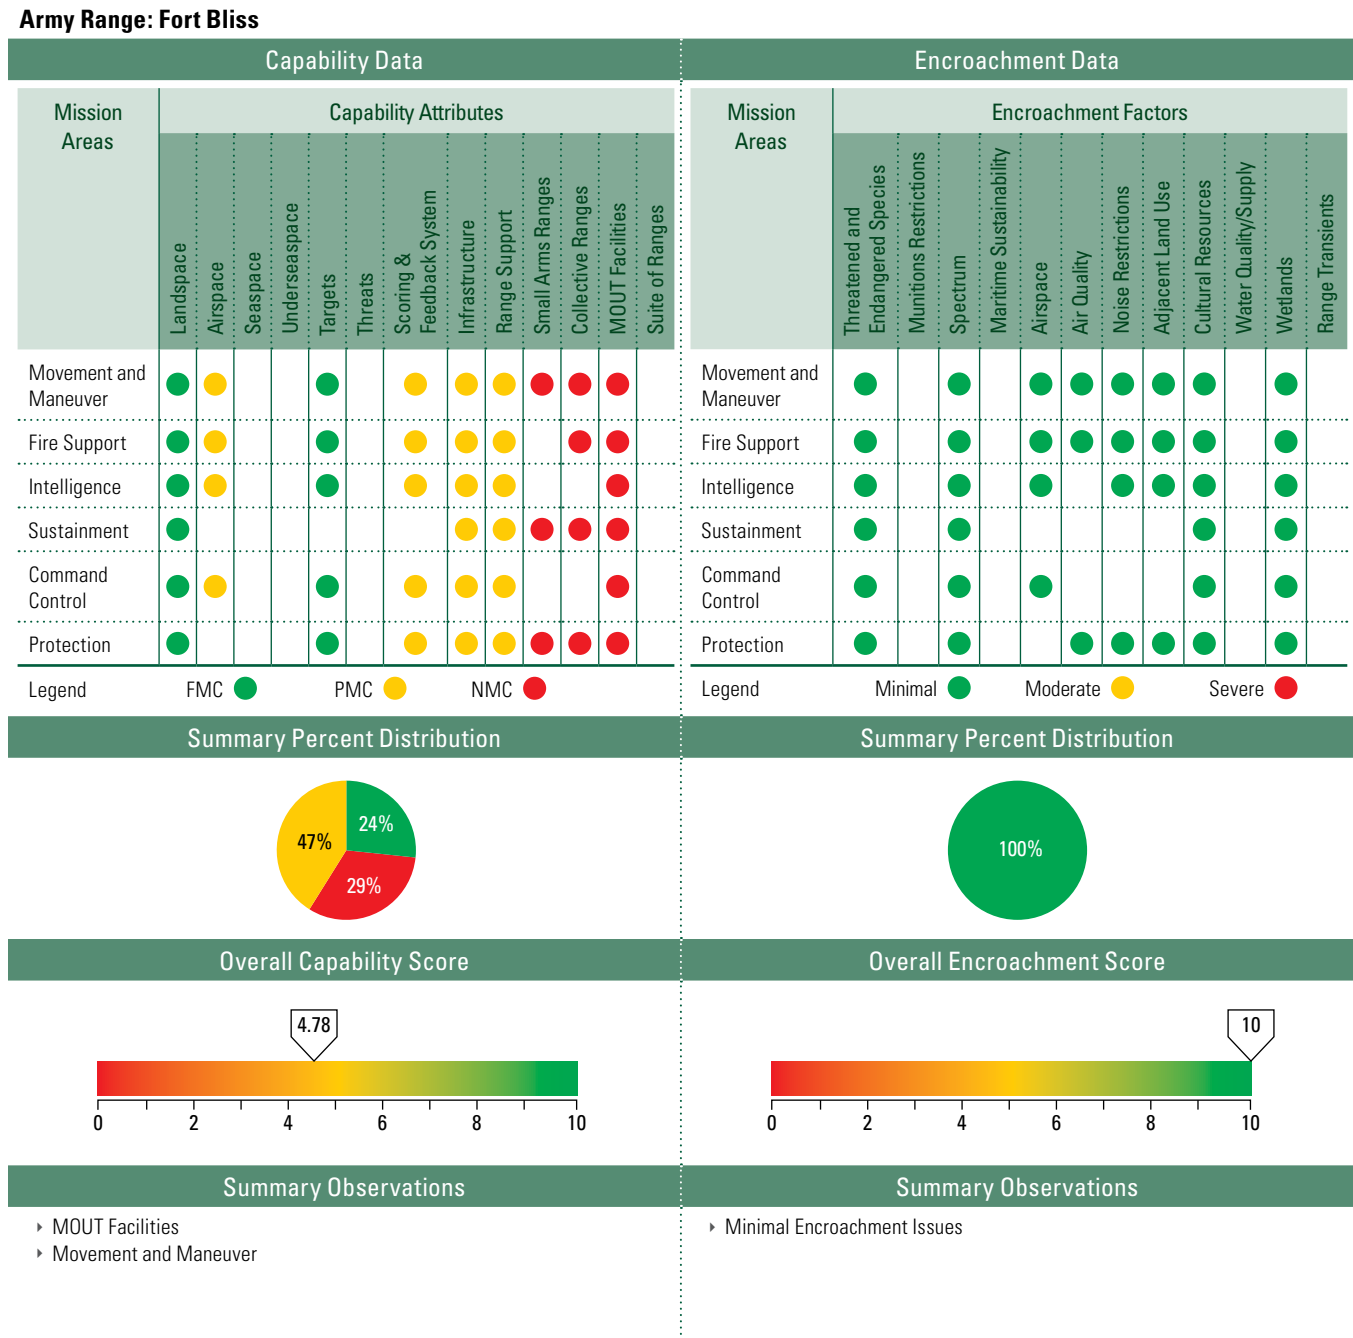 Army Range: Fort Bliss
Capability Data
Mission
Areas
Capability Attributes
Landspace
Airspace
Seaspace
Underseaspace
Targets
Threats
Scoring &
Feedback System
Infrastructure
Range Support
Small Arms Ranges
Collective Ranges
MOUT Facilities
Suite of Ranges
Movement and
Maneuver
Fire Support
Intelligence
Sustainment
Command
Control
Protection
Legend FMC PMC NMC
Encroachment Data
Mission
Areas
Encroachment Factors
Threatened and
Endangered Species
Munitions Restrictions
Spectrum
Maritime Sustainability
Airspace
Air Quality
Noise Restrictions
Adjacent Land Use
Cultural Resources
Water Quality/Supply
Wetlands
Range Transients
Movement and
Maneuver
Fire Support
Intelligence
Sustainment
Command
Control
Protection
Legend Minimal Moderate Severe
Summary Percent Distribution
24%
47%
29%
Summary Percent Distribution
100%
Overall Capability Score
4.78
0 2 4 6 8 10
Overall Encroachment Score
10
0 2 4 6 8 10
Summary Observations
MOUT Facilities
Movement and Maneuver
Summary Observations
Minimal Encroachment Issues